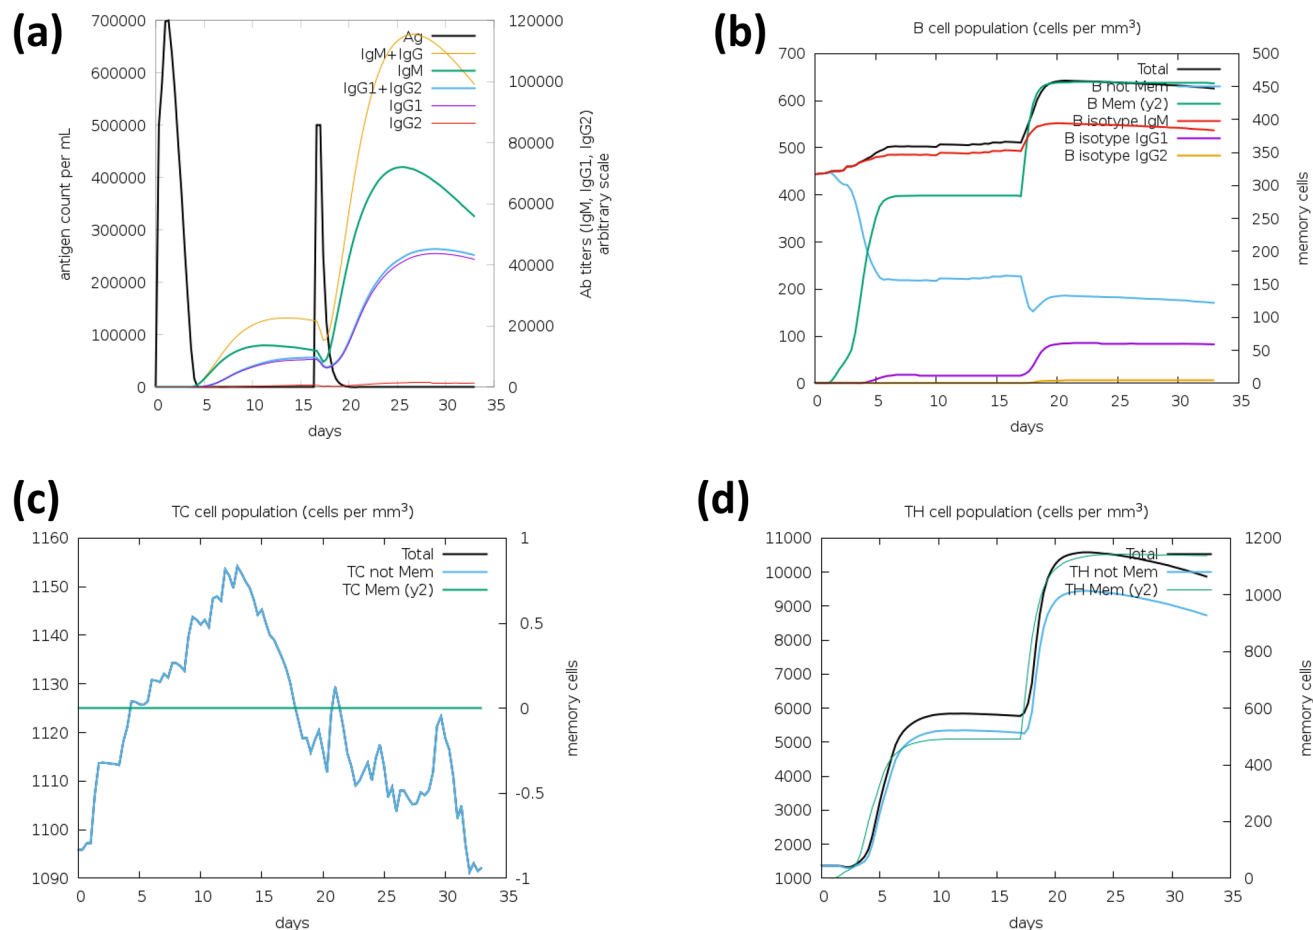 (a)
700000
600000
500000
400000
300000
200000
100000
0
antigen count per mL
120000
100000
80000
60000
40000
20000
0
Ab titers (IgM, IgG1, IgG2)
arbitrary scale
Ag
IgM+IgG
IgM
IgG1+IgG2
IgG1
IgG2
0 5 10 15 20 25 30 35
days
(b)
B cell population (cells per mm³)
700
600
500
400
300
200
100
0
500
450
400
350
300
250
200
150
100
50
0
memory cells
Total
B not Mem
B Mem (y2)
B isotype IgM
B isotype IgG1
B isotype IgG2
0 5 10 15 20 25 30 35
days
(c)
TC cell population (cells per mm³)
1160
1150
1140
1130
1120
1110
1100
1090
1
0.5
0
-0.5
-1
memory cells
Total
TC not Mem
TC Mem (y2)
0 5 10 15 20 25 30 35
days
(d)
TH cell population (cells per mm³)
11000
10000
9000
8000
7000
6000
5000
4000
3000
2000
1000
1200
1000
800
600
400
200
0
memory cells
Total
TH not Mem
TH Mem (y2)
0 5 10 15 20 25 30 35
days